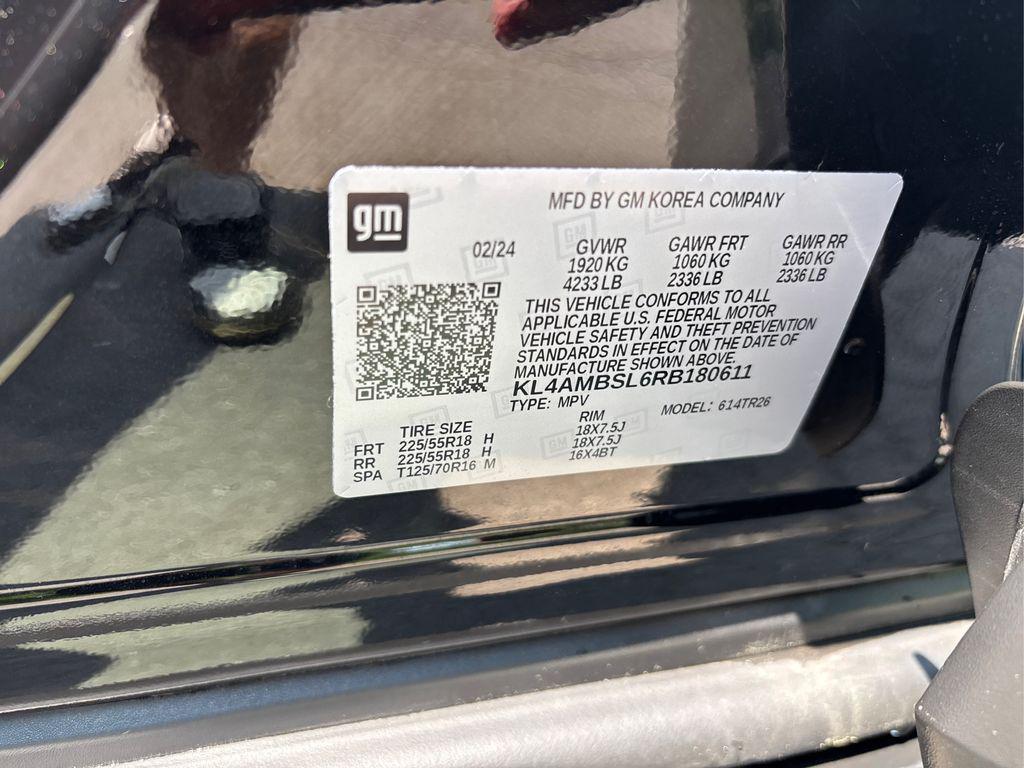 gm
MFD BY GM KOREA COMPANY
02/24
GVWR GAWR FRT GAWR RR
1920 KG 1060 KG 1060 KG
4233 LB 2336 LB 2336 LB
THIS VEHICLE CONFORMS TO ALL
APPLICABLE U.S. FEDERAL MOTOR
VEHICLE SAFETY AND THEFT PREVENTION
STANDARDS IN EFFECT ON THE DATE OF
MANUFACTURE SHOWN ABOVE.
KL4AMBSL6RB180611
TYPE: MPV MODEL: 614TR26
TIRE SIZE RIM
FRT 225/55R18 H 18X7.5J
RR 225/55R18 H 18X7.5J
SPA T125/70R16 M 16X4BT